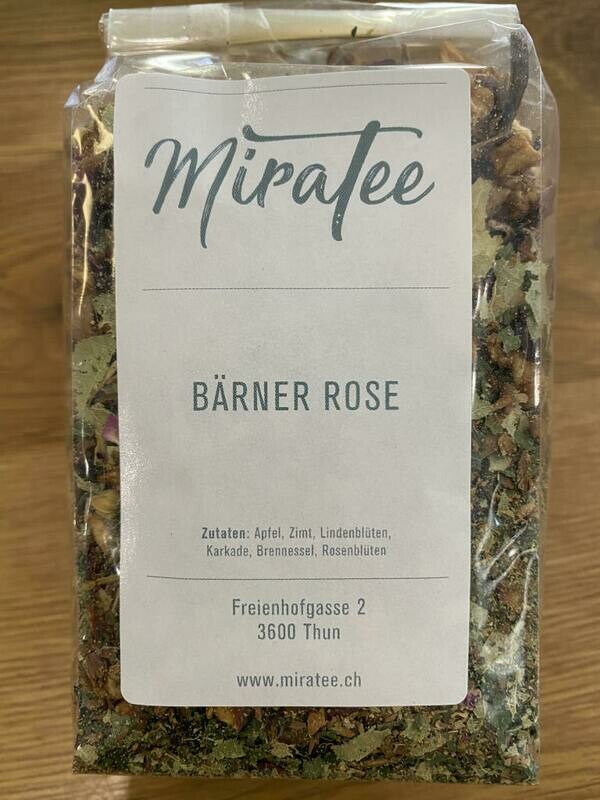 Miratee
BÄRNER ROSE
Zutaten: Apfel, Zimt, Lindenblüten,
Karkade, Brennessel, Rosenblüten
Freienhofgasse 2
3600 Thun
www.miratee.ch